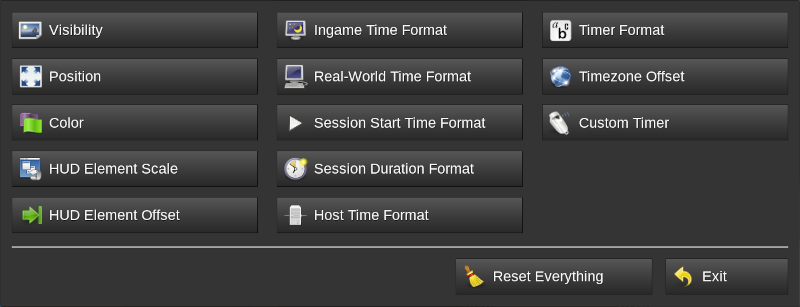 Visibility
Ingame Time Format
Timer Format
Position
Real-World Time Format
Timezone Offset
Color
Session Start Time Format
Custom Timer
HUD Element Scale
Session Duration Format
HUD Element Offset
Host Time Format
Reset Everything
Exit